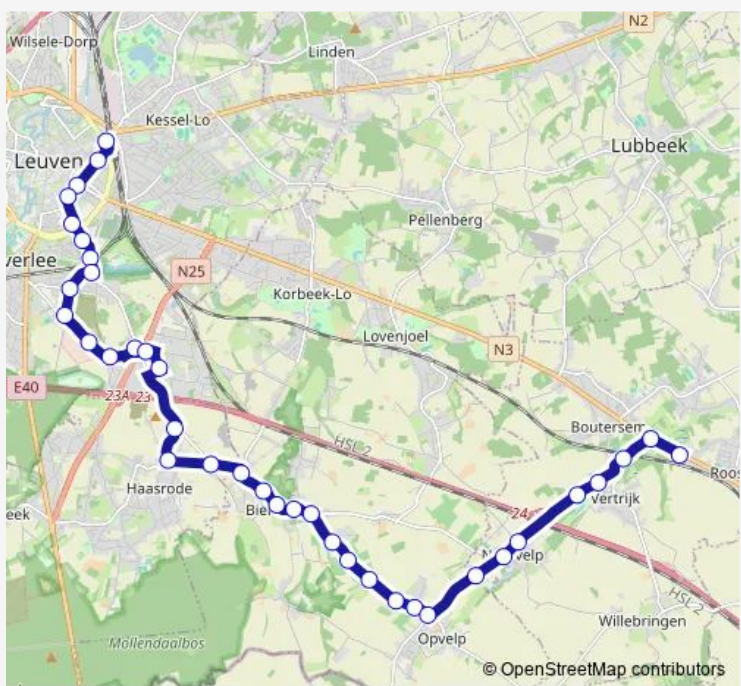 N2
Wilsele-Dorp
Linden
Kessel-Lo
Lubbeek
Leuven
Pellenberg
verlee
N25
Korbeek-Lo
Lovenjoel
N3
E40
23A
23
HSL 2
Boutersem
Roos
Haasrode
Vertrijk
eek
Bier
24
N velp
HSL 2
Willebringen
Mollendaalbos
Opvelp
© OpenStreetMap contributors